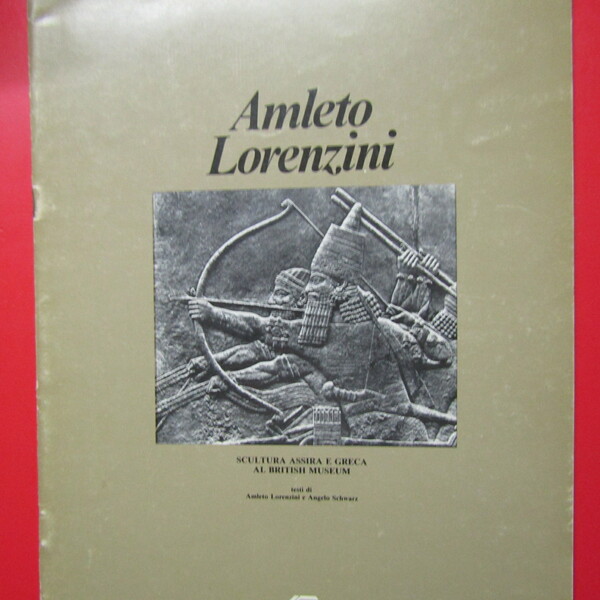 Amleto
Lorenzini
SCULTURA ASSIRA E GRECA
AL BRITISH MUSEUM
testi di
Amleto Lorenzini e Angelo Schwarz